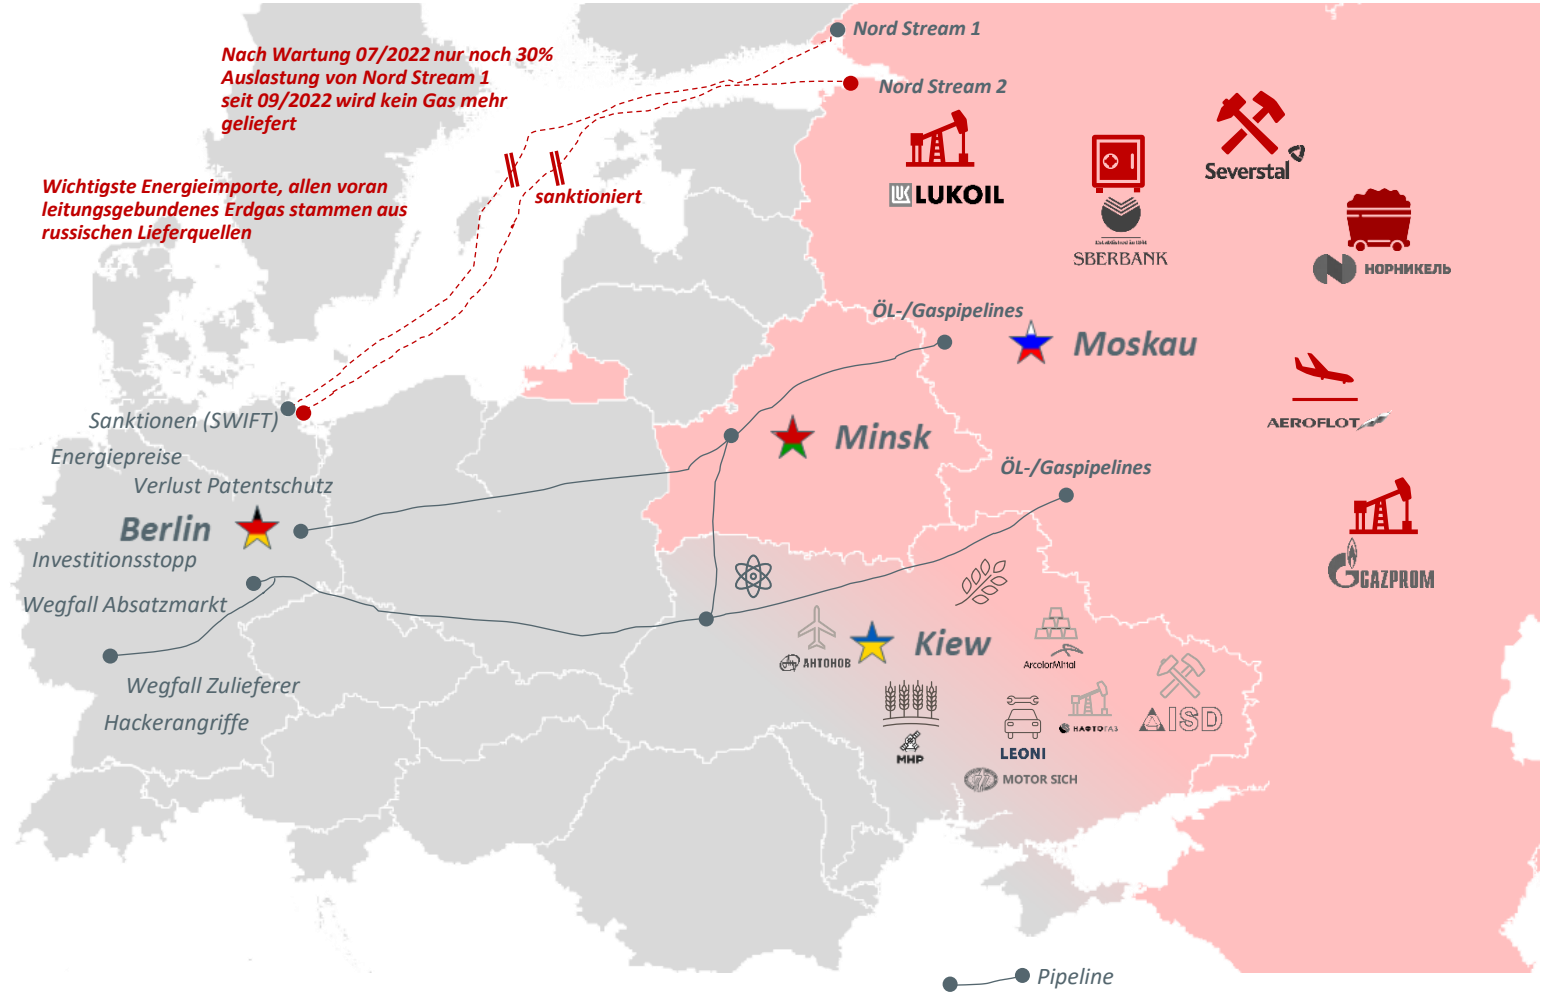 Nord Stream 1
Nach Wartung 07/2022 nur noch 30%
Auslastung von Nord Stream 1
seit 09/2022 wird kein Gas mehr
geliefert
Nord Stream 2
LUKOIL
Severstal
Wichtigste Energieimporte, allen voran
leitungsgebundenes Erdgas stammen aus
russischen Lieferquellen
sanktioniert
SBERBANK
НОРНИКЕЛЬ
ÖL-/Gaspipelines
Moskau
AEROFLOT
Sanktionen (SWIFT)
Energiepreise
Verlust Patentschutz
Minsk
ÖL-/Gaspipelines
Berlin
Investitionsstopp
GAZPROM
Wegfall Absatzmarkt
Kiew
АНТОНОВ
ArcelorMittal
Wegfall Zulieferer
Hackerangriffe
ISD
НАФТОГАЗ
МНР
LEONI
MOTOR SICH
Pipeline